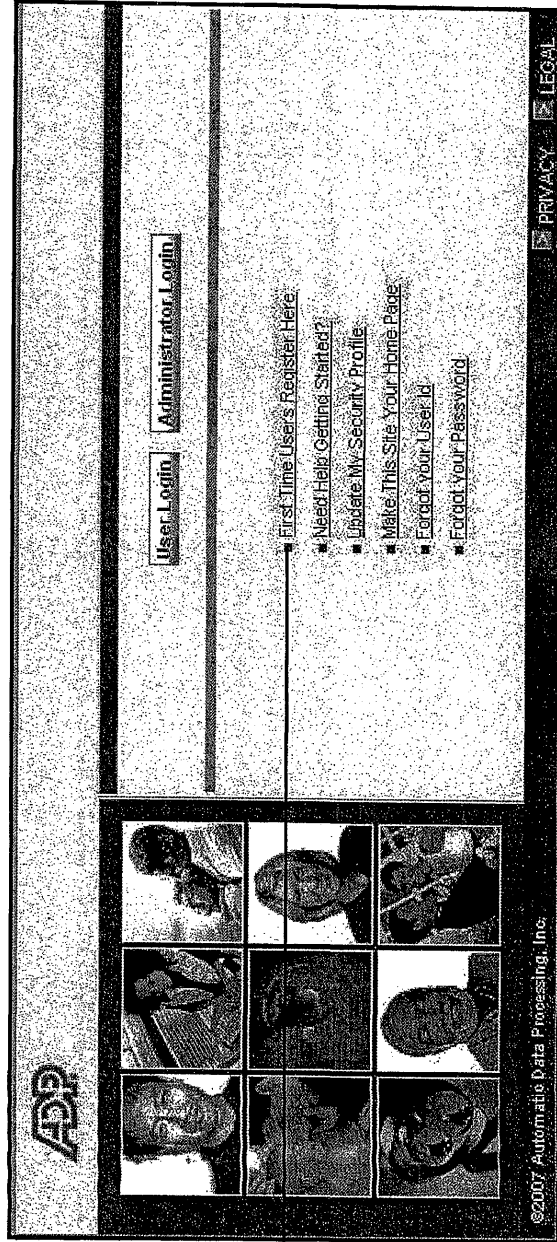 ADP
User Login Administrator Login
First Time Users Register Here
Need Help Getting Started?
Update My Security Profile
Make This Site Your Home Page
Forgot Your User Id
Forgot Your Password
©2007 Automatic Data Processing, Inc.
PRIVACY LEGAL